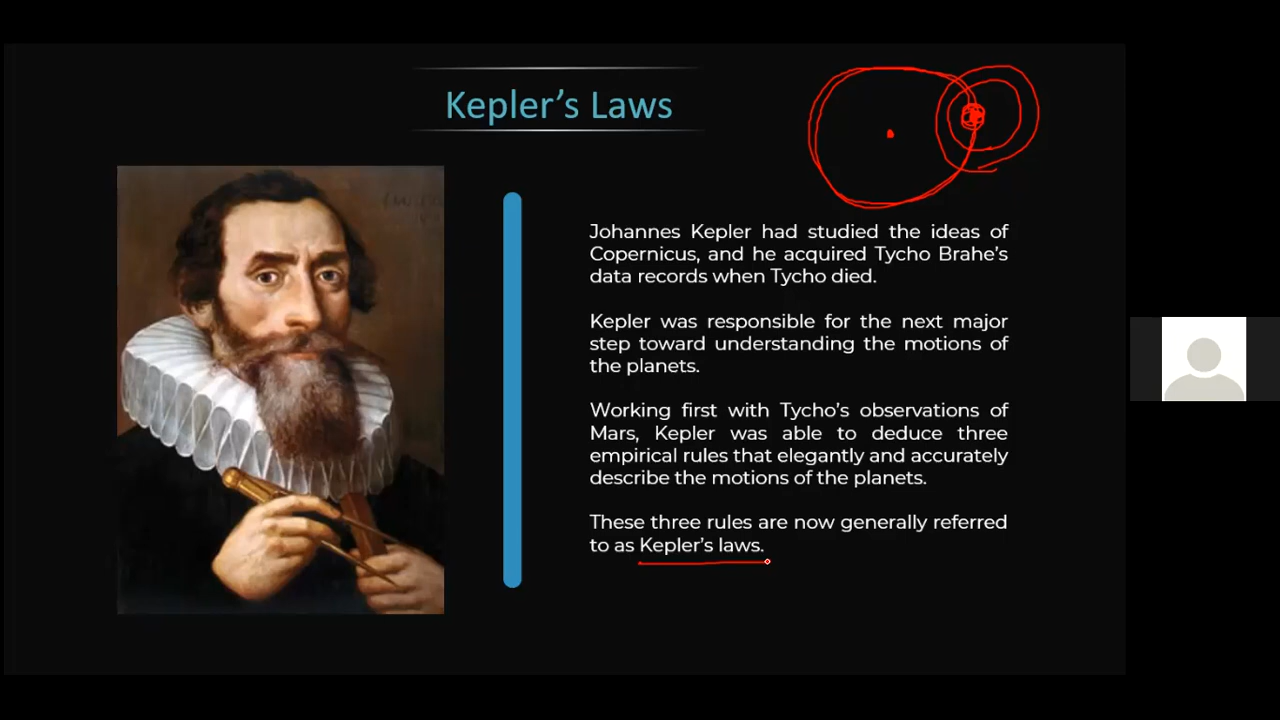 Kepler’s Laws
Johannes Kepler had studied the ideas of
Copernicus, and he acquired Tycho Brahe’s
data records when Tycho died.
Kepler was responsible for the next major
step toward understanding the motions of
the planets.
Working first with Tycho’s observations of
Mars, Kepler was able to deduce three
empirical rules that elegantly and accurately
describe the motions of the planets.
These three rules are now generally referred
to as Kepler’s laws.